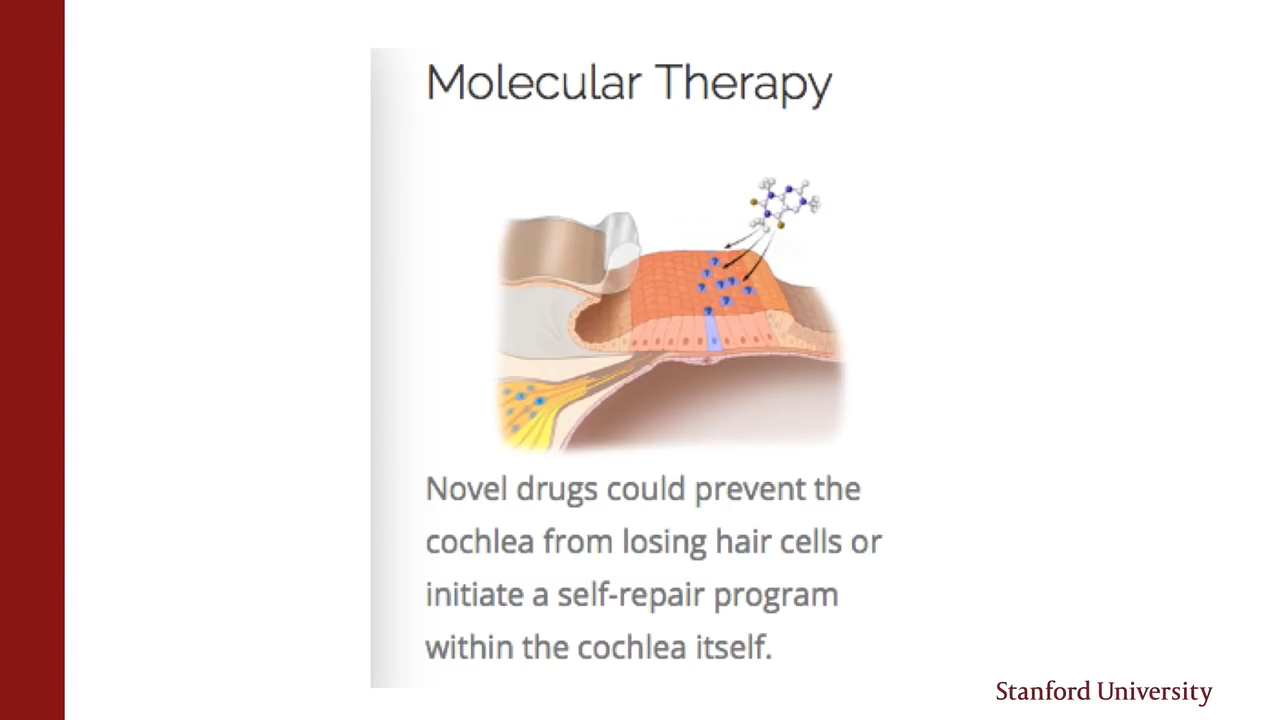 Molecular Therapy
Novel drugs could prevent the
cochlea from losing hair cells or
initiate a self-repair program
within the cochlea itself.
Stanford University